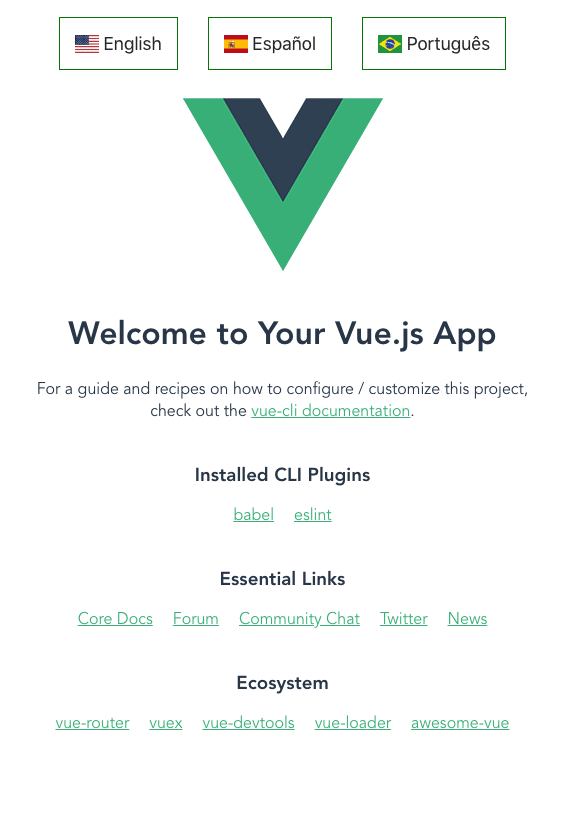 English Español Português
Welcome to Your Vue.js App
For a guide and recipes on how to configure / customize this project,
check out the vue-cli documentation.
Installed CLI Plugins
babel eslint
Essential Links
Core Docs Forum Community Chat Twitter News
Ecosystem
vue-router vuex vue-devtools vue-loader awesome-vue